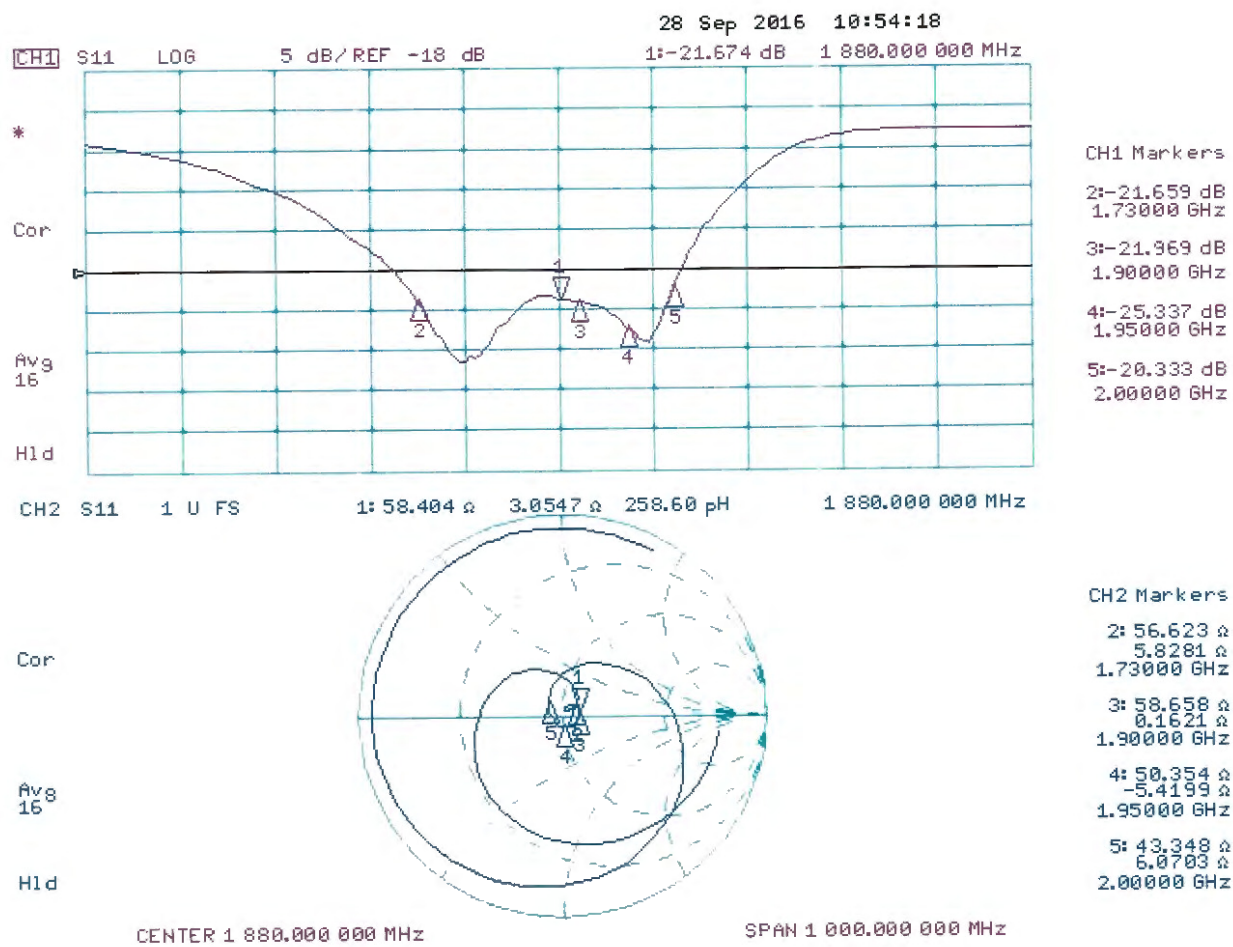 28 Sep 2016 10:54:18
CH1 S11 LOG 5 dB/REF -18 dB 1:-21.674 dB 1 880.000 000 MHz
*
Cor
Avg
16
Hld
1
2
3
4
5
CH1 Markers
2:-21.659 dB
1.73000 GHz
3:-21.969 dB
1.90000 GHz
4:-25.337 dB
1.95000 GHz
5:-20.333 dB
2.00000 GHz
CH2 S11 1 U FS 1: 58.404 Ω 3.0547 Ω 258.60 pH 1 880.000 000 MHz
Cor
Avg
16
Hld
1
5
3
4
CH2 Markers
2: 56.623 Ω
5.8281 Ω
1.73000 GHz
3: 58.658 Ω
0.1621 Ω
1.90000 GHz
4: 50.354 Ω
-5.4199 Ω
1.95000 GHz
5: 43.348 Ω
6.0703 Ω
2.00000 GHz
CENTER 1 880.000 000 MHz SPAN 1 000.000 000 MHz